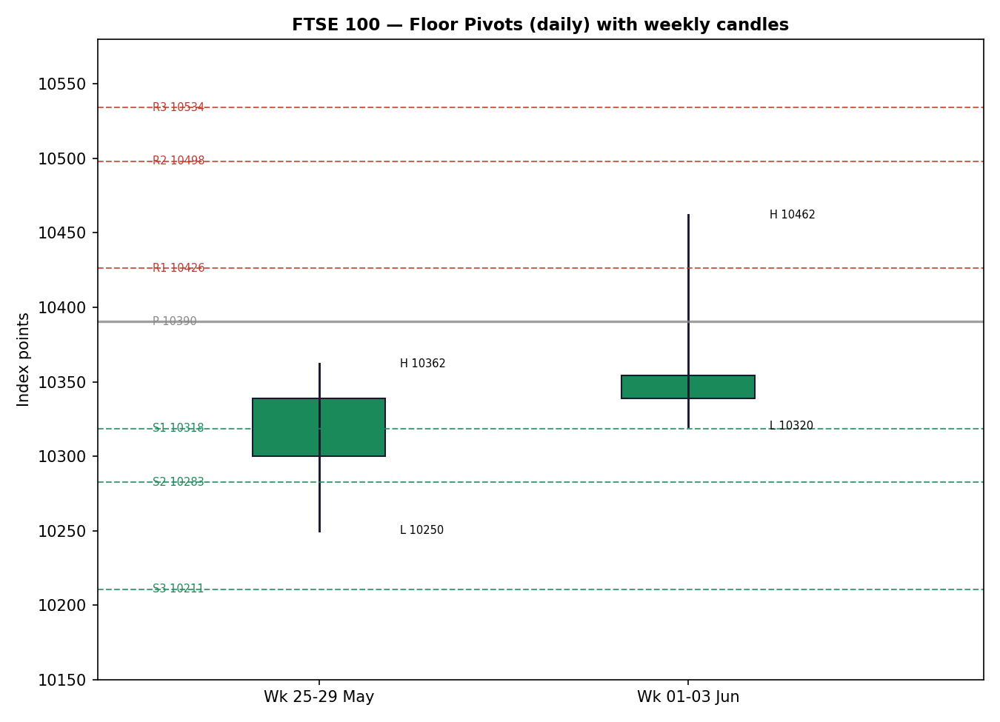 FTSE 100 — Floor Pivots (daily) with weekly candles
Index points
10550
10500
10450
10400
10350
10300
10250
10200
10150
R3 10534
R2 10498
H 10462
R1 10426
P 10390
H 10362
L 10320
S1 10318
S2 10283
L 10250
S3 10211
Wk 25-29 May
Wk 01-03 Jun